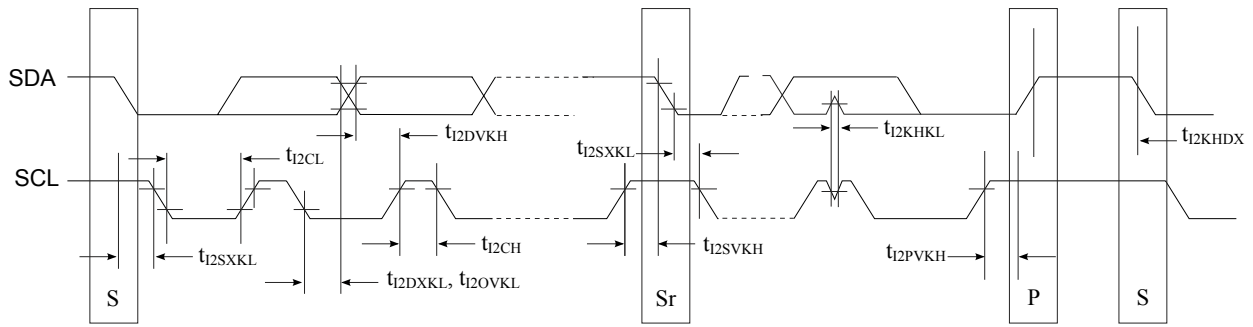 SDA
tI2DVKH
tI2KHKL
tI2KHDX
tI2CL
tI2SXKL
SCL
tI2SXKL
tI2CH
tI2SVKH
tI2PVKH
tI2DXKL, tI2OVKL
S
Sr
P
S